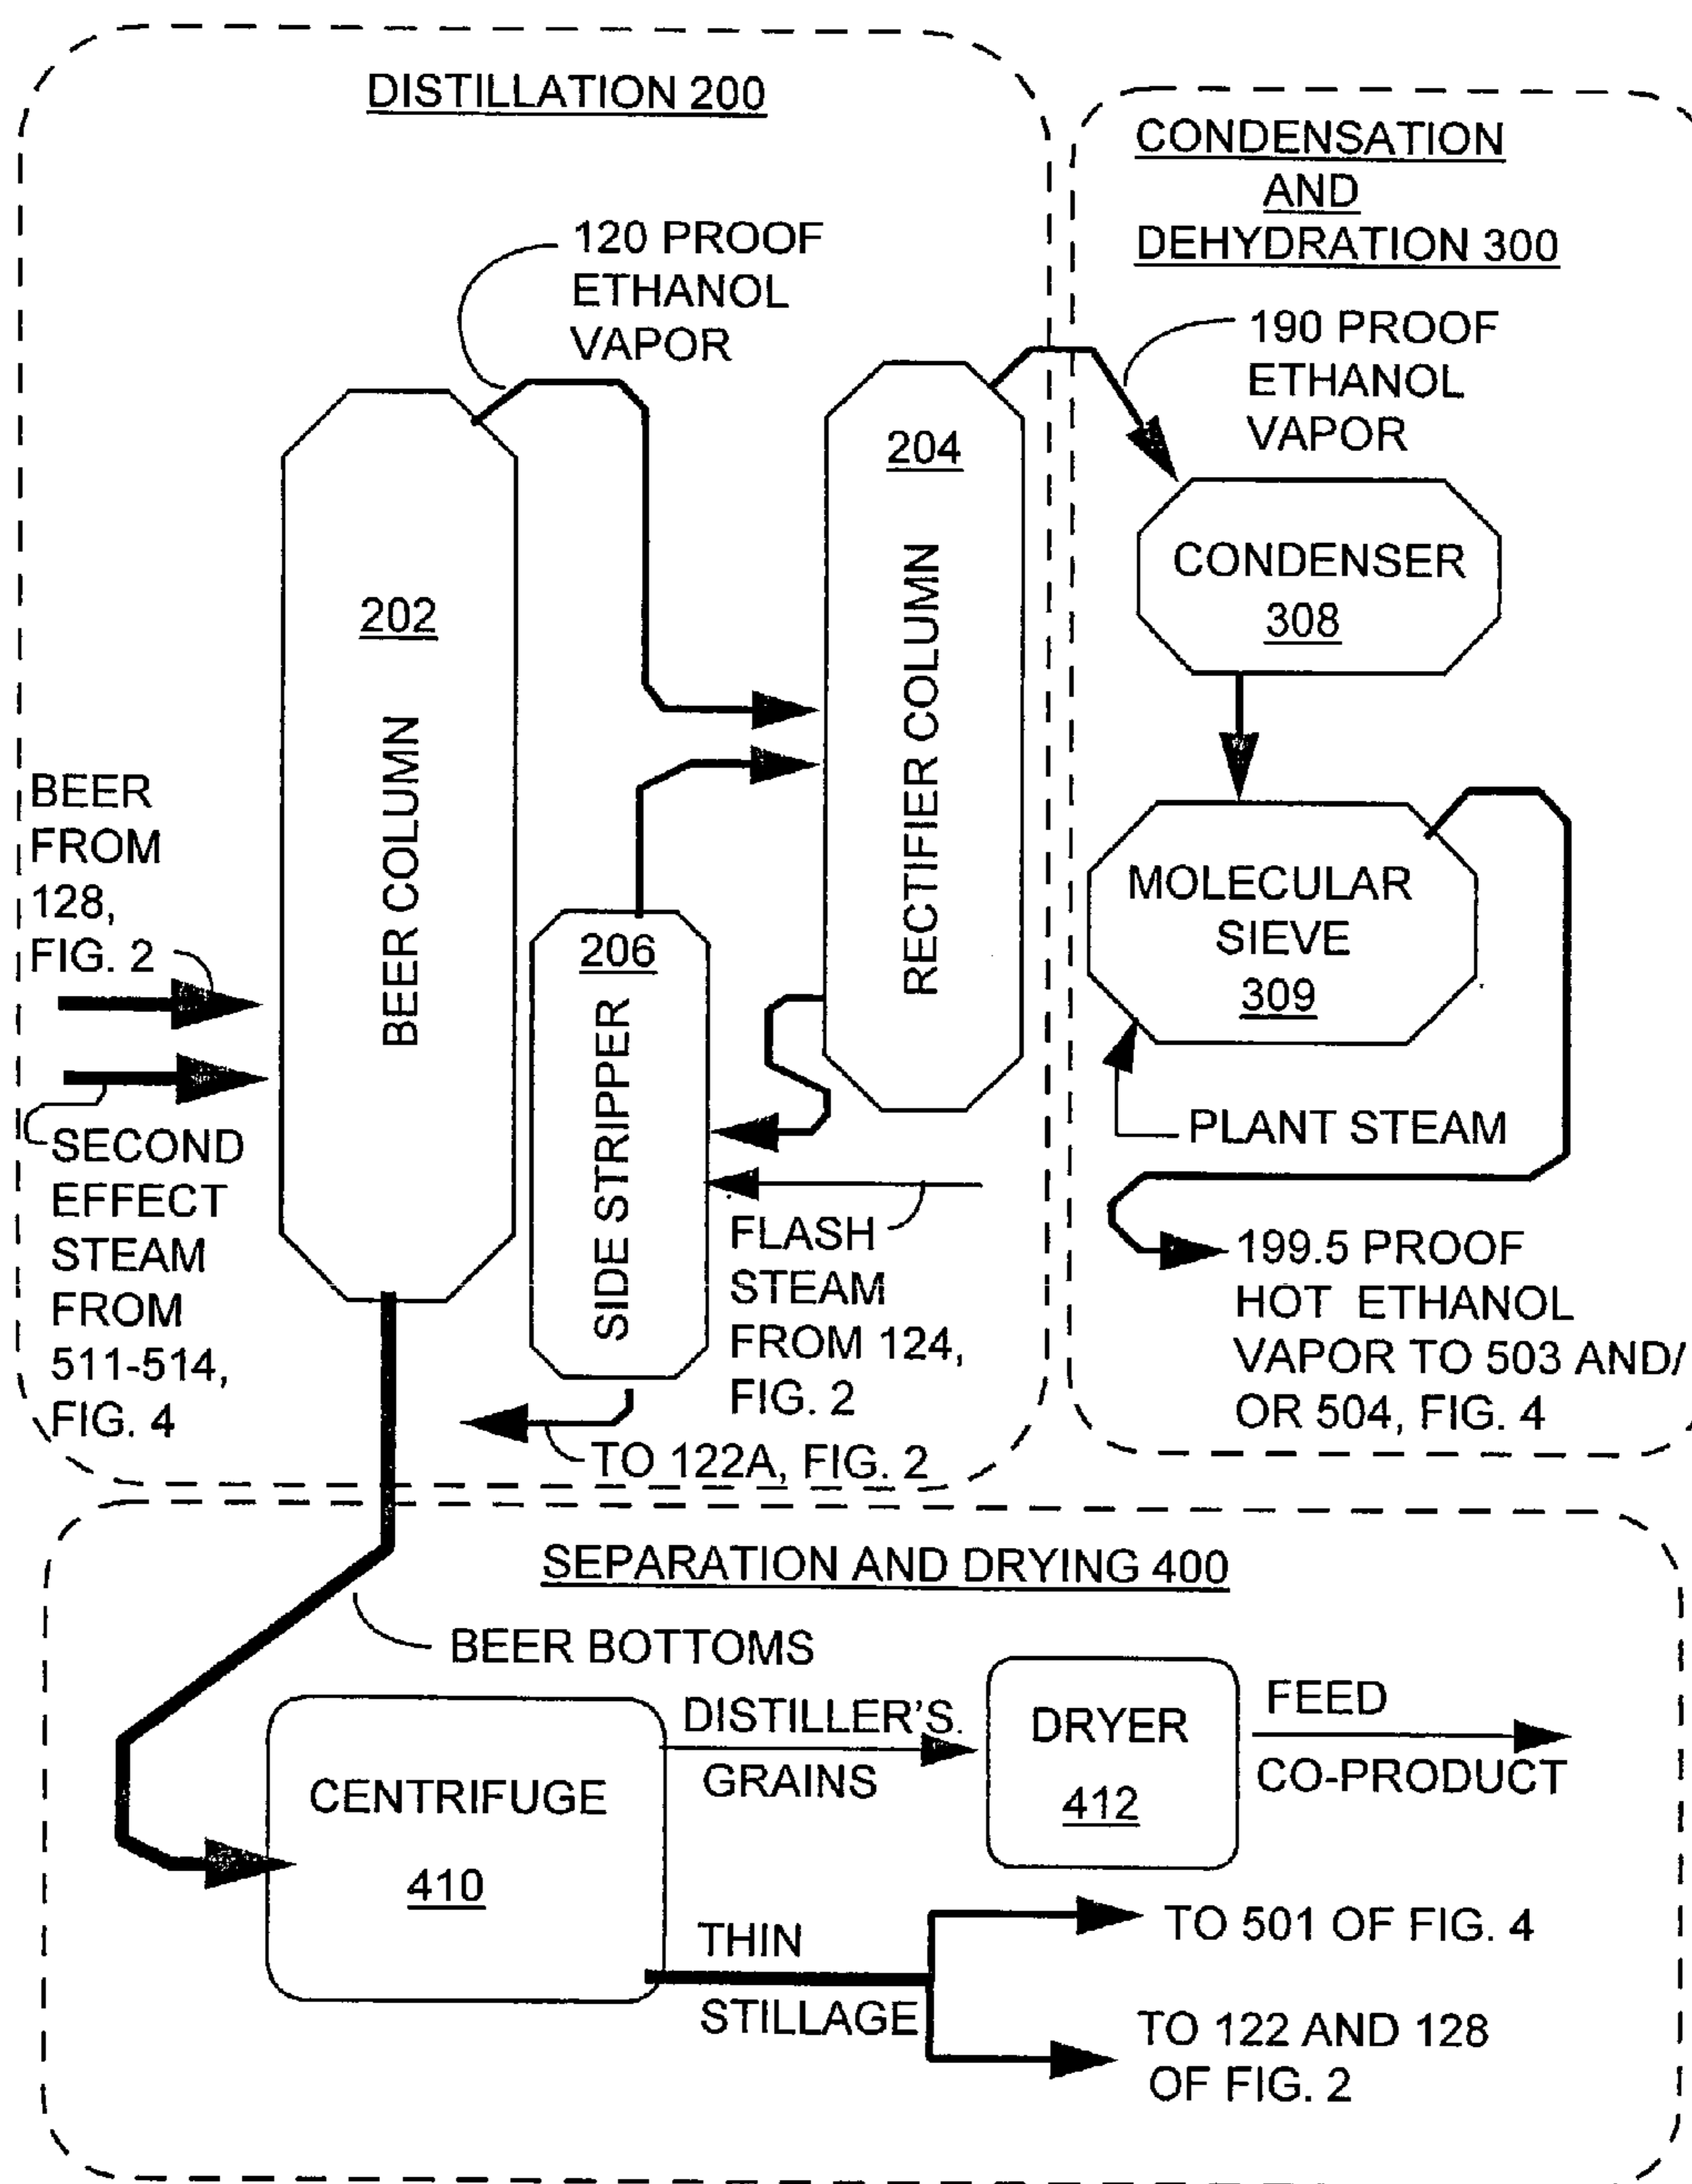 DISTILLATION 200
120 PROOF
ETHANOL
VAPOR
202
BEER COLUMN
BEER
FROM
128,
FIG. 2
SECOND
EFFECT
STEAM
FROM
511-514,
FIG. 4
204
RECTIFIER COLUMN
206
SIDE STRIPPER
FLASH
STEAM
FROM 124,
FIG. 2
TO 122A, FIG. 2
CONDENSATION
AND
DEHYDRATION 300
190 PROOF
ETHANOL
VAPOR
CONDENSER
308
MOLECULAR
SIEVE
309
PLANT STEAM
199.5 PROOF
HOT ETHANOL
VAPOR TO 503 AND/
OR 504, FIG. 4
SEPARATION AND DRYING 400
BEER BOTTOMS
CENTRIFUGE
410
DISTILLER'S.
GRAINS
DRYER
412
FEED
CO-PRODUCT
THIN
STILLAGE
TO 501 OF FIG. 4
TO 122 AND 128
OF FIG. 2